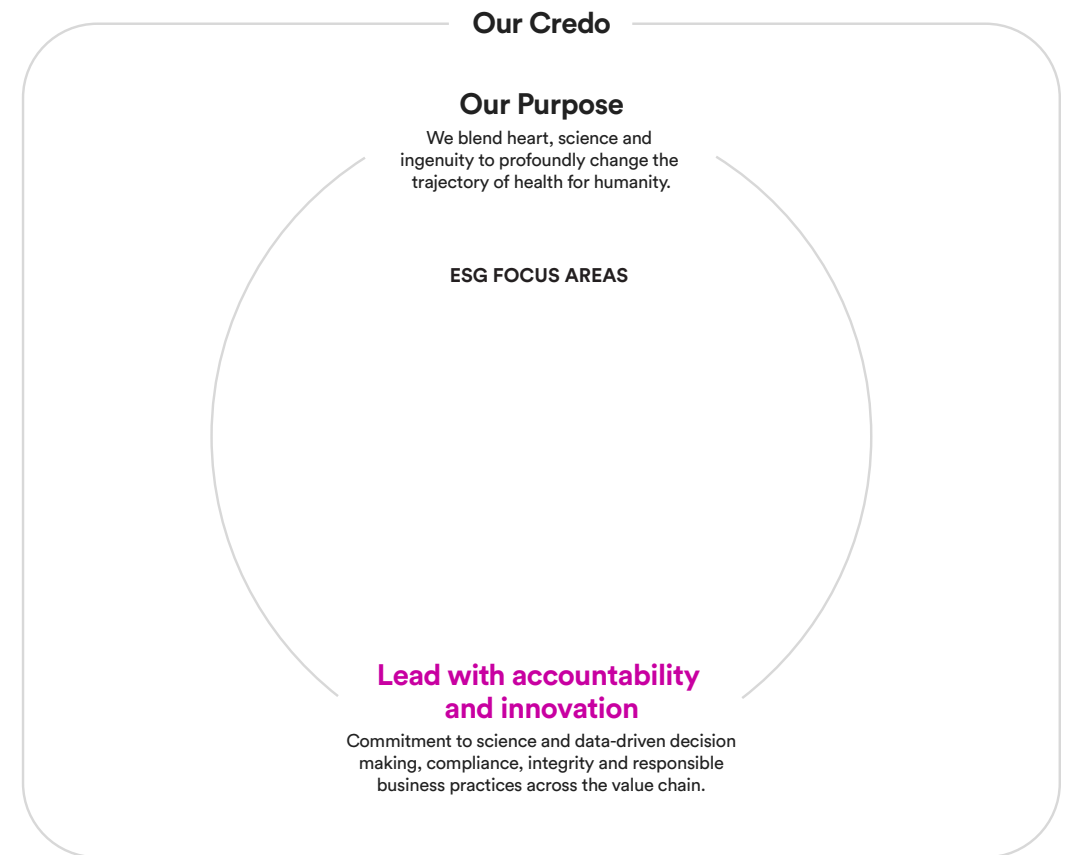 Our Credo
Our Purpose
We blend heart, science and
ingenuity to profoundly change the
trajectory of health for humanity.
ESG FOCUS AREAS
Lead with accountability
and innovation
Commitment to science and data-driven decision
making, compliance, integrity and responsible
business practices across the value chain.